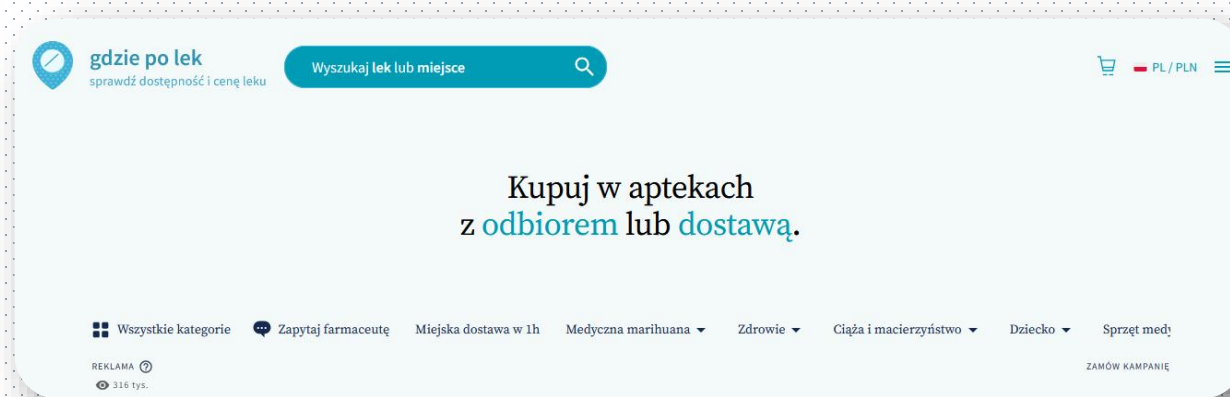 gdzie po lek
sprawdź dostępność i cenę leku
Wyszukaj lek lub miejsce
PL / PLN
Kupuj w aptekach
z odbiorem lub dostawą.
Wszystkie kategorie
Zapytaj farmaceutę
Miejska dostawa w 1h
Medyczna marihuana
Zdrowie
Ciąża i macierzyństwo
Dziecko
Sprzęt
REKLAMA
ZAMÓW KAMPANIĘ
316 tys.